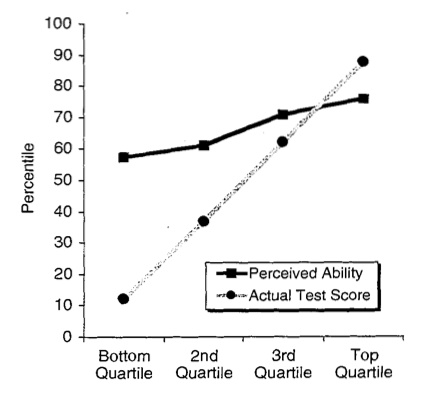 100
90
80
70
60
50
40
30
20
10
0
Percentile
Perceived Ability
Actual Test Score
Bottom
Quartile
2nd
Quartile
3rd
Quartile
Top
Quartile